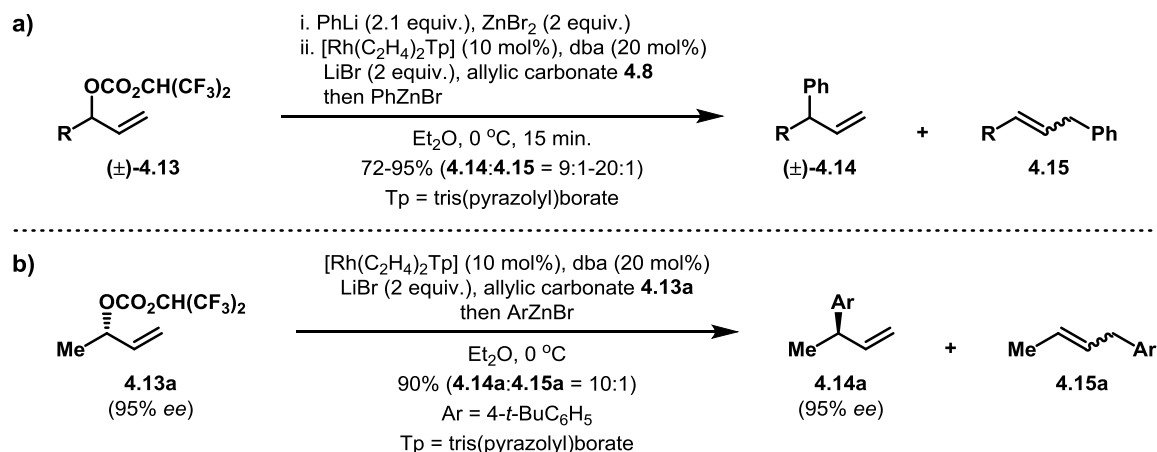 a)
OCO₂CH(CF₃)₂
R
(±)-4.13
i. PhLi (2.1 equiv.), ZnBr₂ (2 equiv.)
ii. [Rh(C₂H₄)₂Tp] (10 mol%), dba (20 mol%)
LiBr (2 equiv.), allylic carbonate 4.8
then PhZnBr
Et₂O, 0 °C, 15 min.
72-95% (4.14:4.15 = 9:1-20:1)
Tp = tris(pyrazolyl)borate
Ph
R
(±)-4.14
+
R
Ph
4.15
b)
OCO₂CH(CF₃)₂
Me
4.13a
(95% ee)
[Rh(C₂H₄)₂Tp] (10 mol%), dba (20 mol%)
LiBr (2 equiv.), allylic carbonate 4.13a
then ArZnBr
Et₂O, 0 °C
90% (4.14a:4.15a = 10:1)
Ar = 4-t-BuC₆H₅
Tp = tris(pyrazolyl)borate
Ar
Me
4.14a
(95% ee)
+
Me
Ar
4.15a